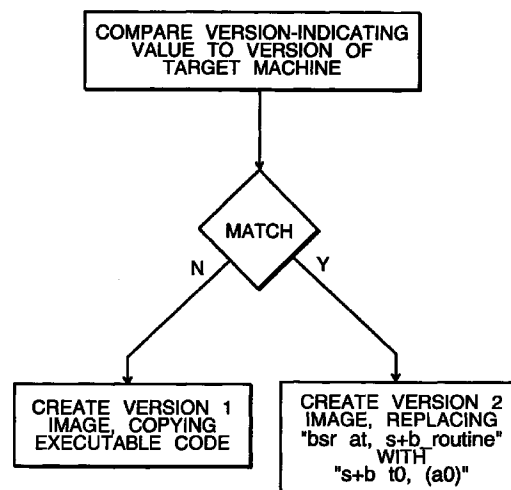 COMPARE VERSION-INDICATING
VALUE TO VERSION OF
TARGET MACHINE
MATCH
N
Y
CREATE VERSION 1
IMAGE, COPYING
EXECUTABLE CODE
CREATE VERSION 2
IMAGE, REPLACING
"bsr at, s+b_routine"
WITH
"s+b t0, (a0)"